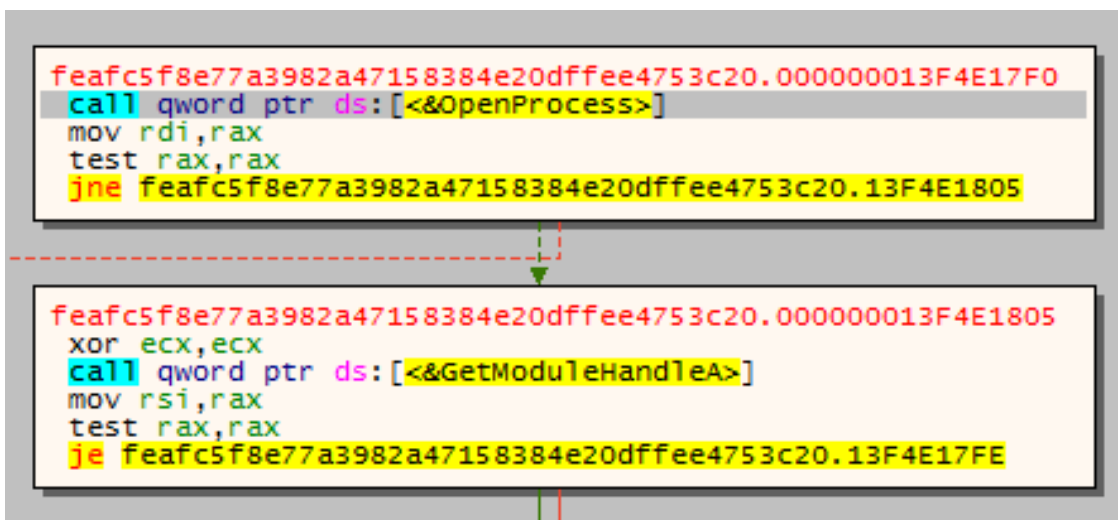 feafc5f8e77a3982a47158384e20dffee4753c20.000000013F4E17F0
call qword ptr ds:[<&OpenProcess>]
mov rdi,rax
test rax,rax
jne feafc5f8e77a3982a47158384e20dffee4753c20.13F4E1805
feafc5f8e77a3982a47158384e20dffee4753c20.000000013F4E1805
xor ecx,ecx
call qword ptr ds:[<&GetModuleHandleA>]
mov rsi,rax
test rax,rax
je feafc5f8e77a3982a47158384e20dffee4753c20.13F4E17FE